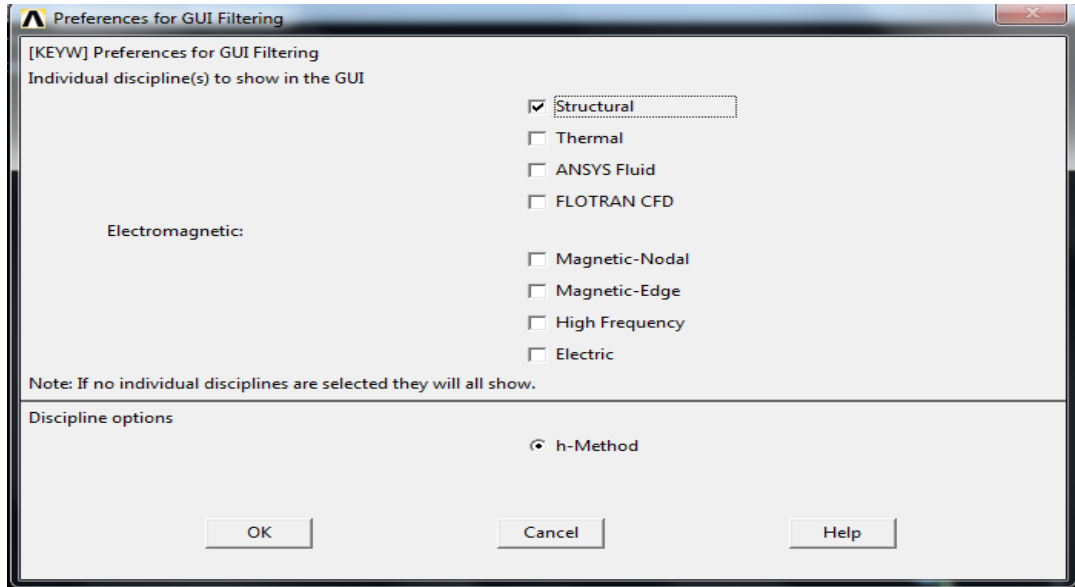 Preferences for GUI Filtering
[KEYW] Preferences for GUI Filtering
Individual discipline(s) to show in the GUI
Structural
Thermal
ANSYS Fluid
FLOTRAN CFD
Electromagnetic:
Magnetic-Nodal
Magnetic-Edge
High Frequency
Electric
Note: If no individual disciplines are selected they will all show.
Discipline options
h-Method
OK Cancel Help